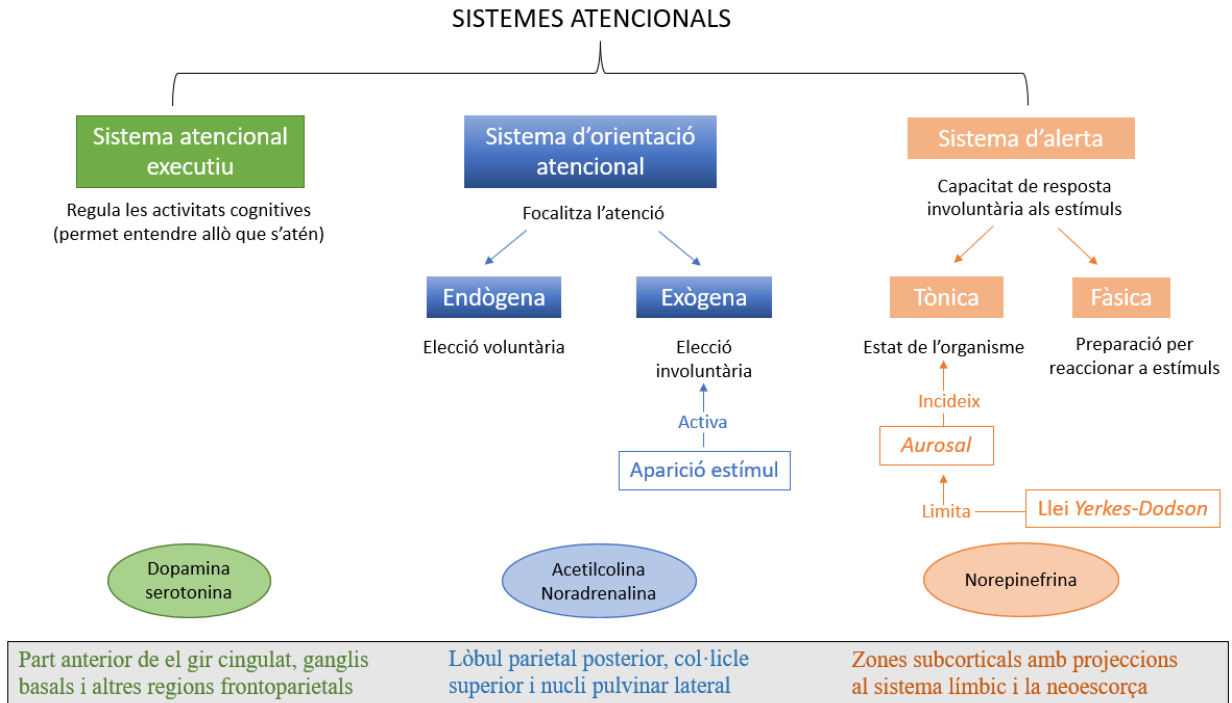 SISTEMES ATENCIONALS
Sistema atencional
executiu
Regula les activitats cognitives
(permet entendre allò que s'atén)
Sistema d'orientació
atencional
Focalitza l'atenció
Endògena
Elecció voluntària
Exògena
Elecció
involuntària
Activa
Aparició estímul
Sistema d'alerta
Capacitat de resposta
involuntària als estímuls
Tònica
Estat de l'organisme
Incideix
Aurosal
Limita
Llei Yerkes-Dodson
Fàsica
Preparació per
reaccionar a estímuls
Dopamina
serotonina
Acetilcolina
Noradrenalina
Norepinefrina
Part anterior de el gir cingulat, ganglis
basals i altres regions frontoparietals
Lòbul parietal posterior, col·licle
superior i nucli pulvinar lateral
Zones subcorticals amb projeccions
al sistema límbic i la neoescorça